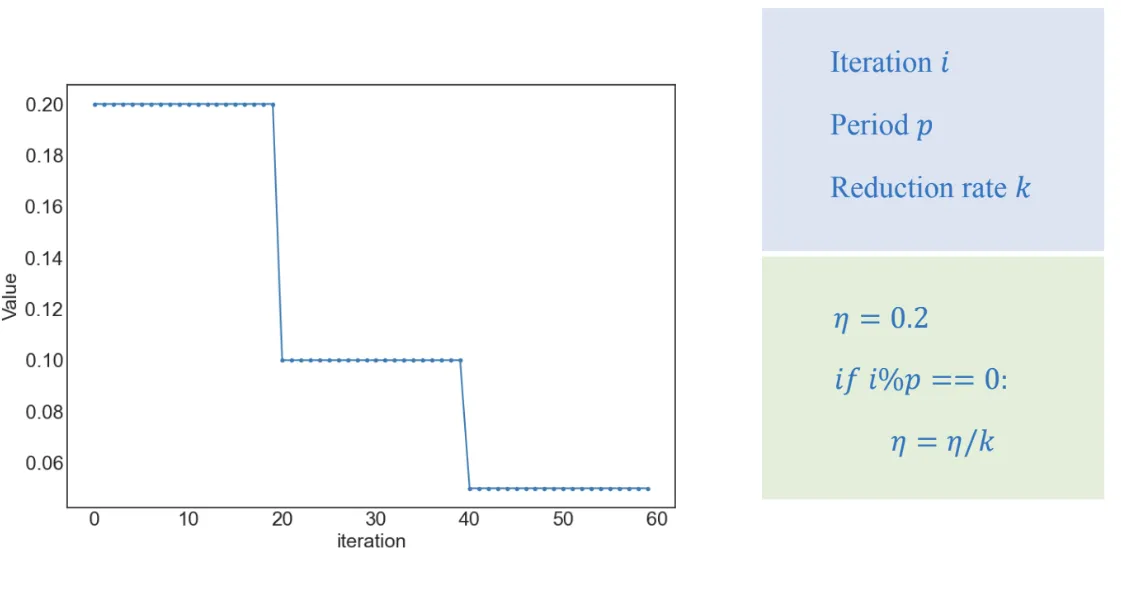 0.20
0.18
0.16
0.14
0.12
0.10
0.08
0.06
Value
0 10 20 30 40 50 60
iteration
Iteration i
Period p
Reduction rate k
η = 0.2
if i%p == 0:
η = η/k